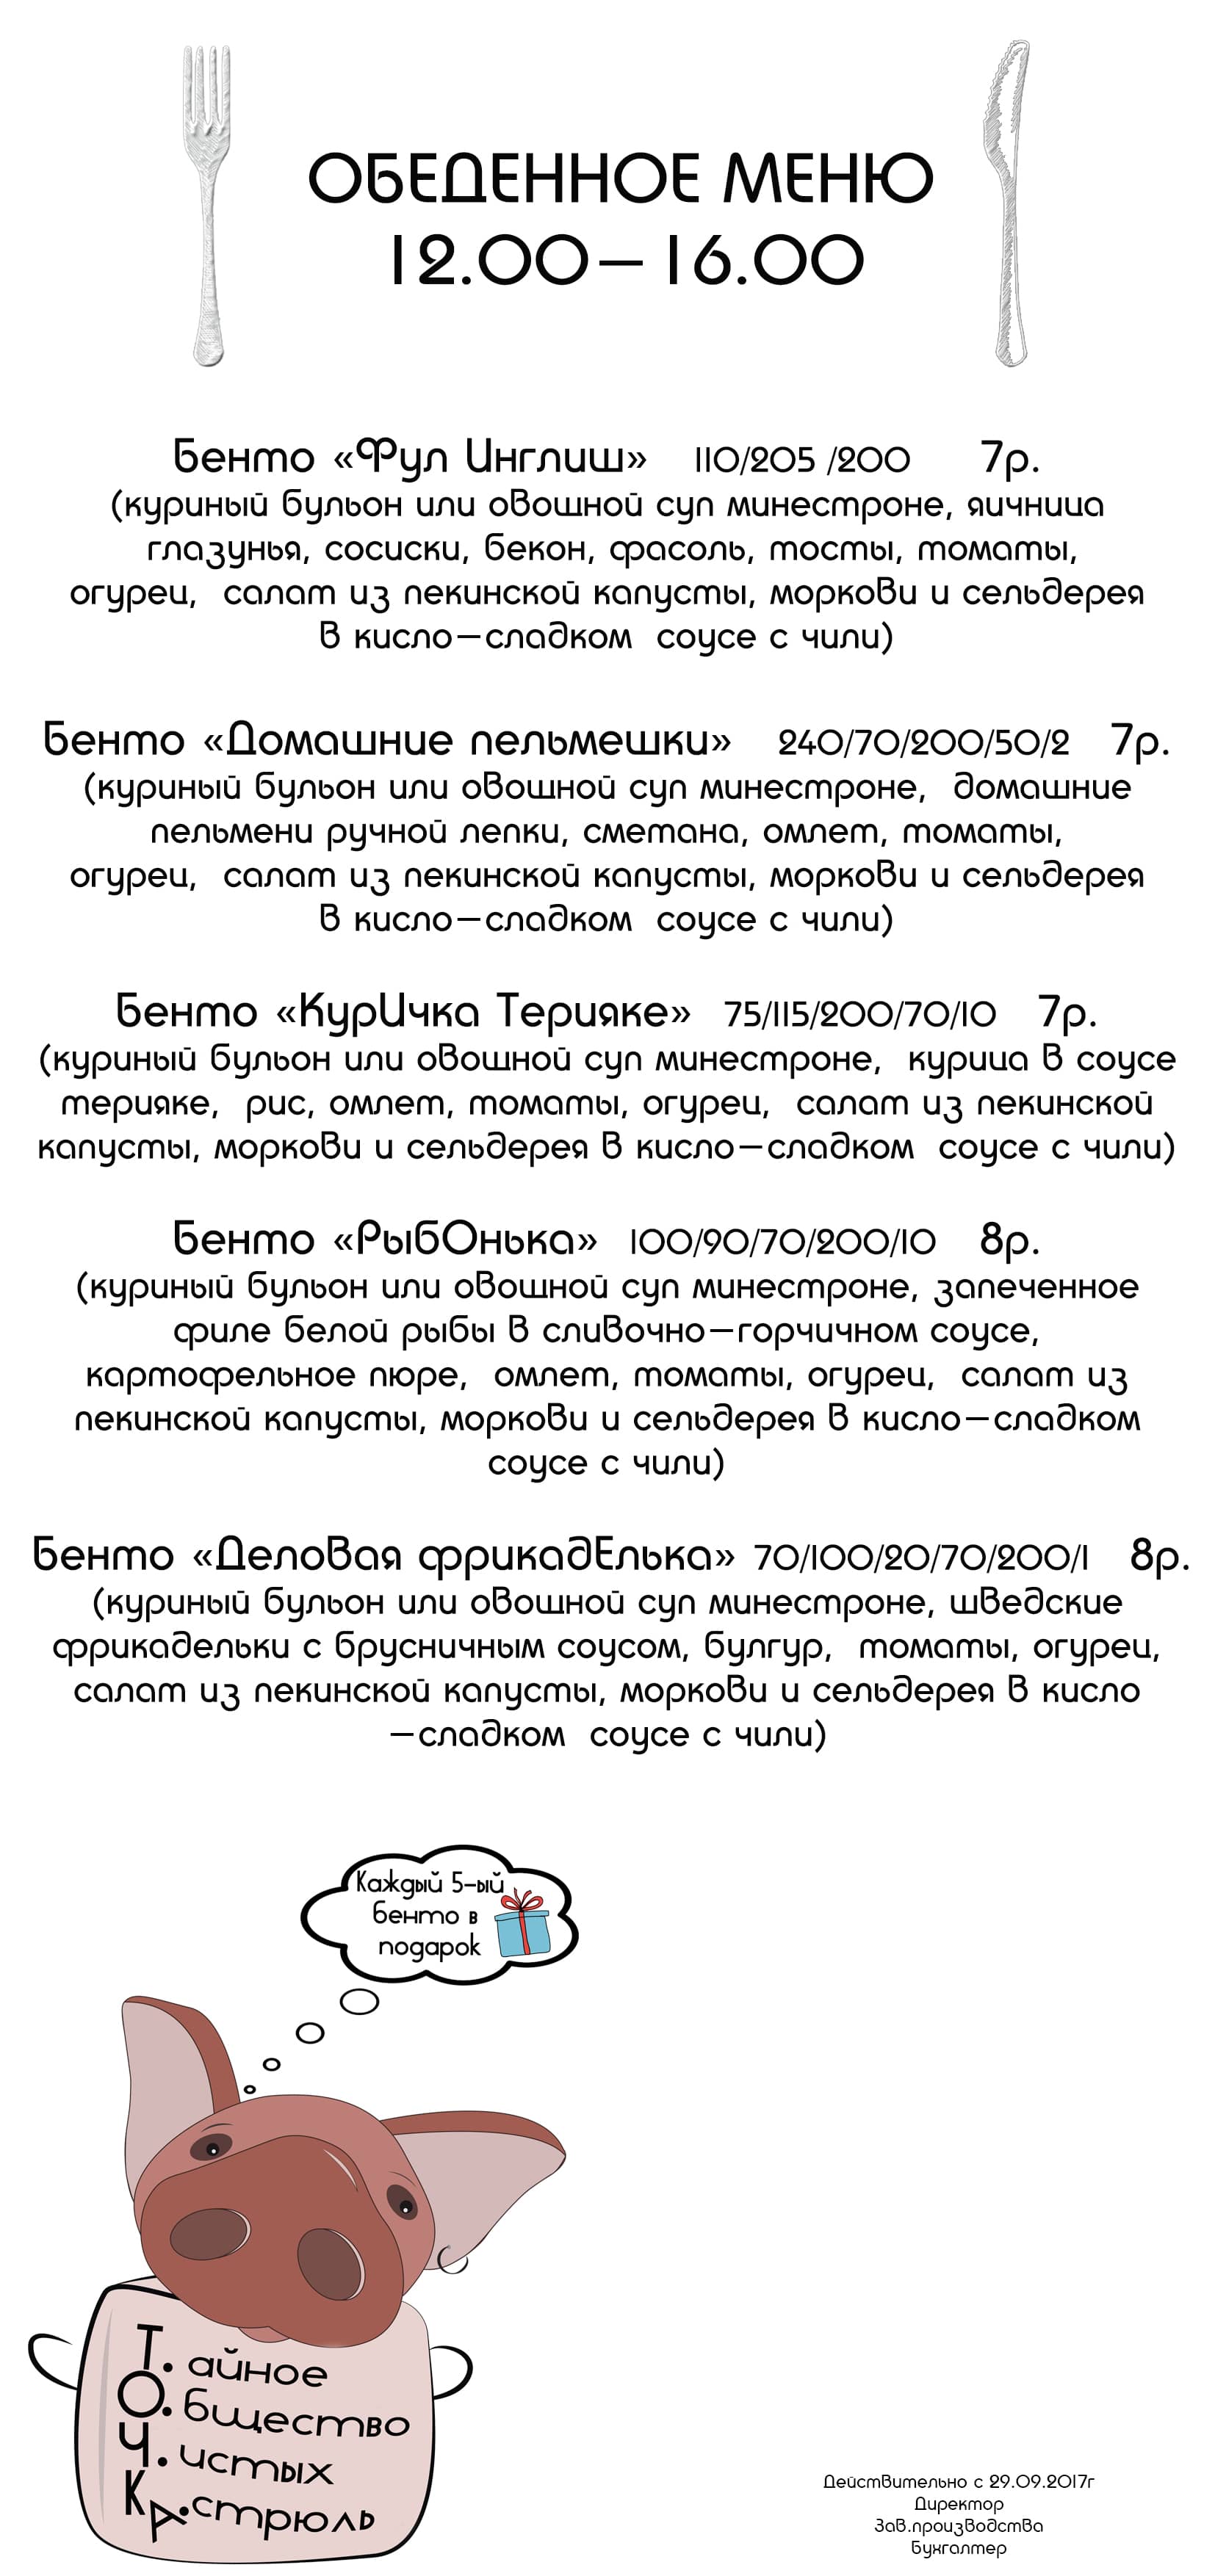 ОБЕДЕННОЕ МЕНЮ
12.00–16.00
Бенто «Фул Инглиш» 110/205 /200 7р.
(куриный бульон или овощной суп минестроне, яичница
глазунья, сосиски, бекон, фасоль, тосты, томаты,
огурец, салат из пекинской капусты, моркови и сельдерея
в кисло–сладком соусе с чили)
Бенто «Домашние пельмешки» 240/70/200/50/2 7р.
(куриный бульон или овощной суп минестроне, домашние
пельмени ручной лепки, сметана, омлет, томаты,
огурец, салат из пекинской капусты, моркови и сельдерея
в кисло–сладком соусе с чили)
Бенто «КурИчка Терияке» 75/115/200/70/10 7р.
(куриный бульон или овощной суп минестроне, курица в соусе
терияке, рис, омлет, томаты, огурец, салат из пекинской
капусты, моркови и сельдерея в кисло–сладком соусе с чили)
Бенто «РыбОнька» 100/90/70/200/10 8р.
(куриный бульон или овощной суп минестроне, запеченное
филе белой рыбы в сливочно–горчичном соусе,
картофельное пюре, омлет, томаты, огурец, салат из
пекинской капусты, моркови и сельдерея в кисло–сладком
соусе с чили)
Бенто «Деловая фрикадЕлька» 70/100/20/70/200/1 8р.
(куриный бульон или овощной суп минестроне, шведские
фрикадельки с брусничным соусом, булгур, томаты, огурец,
салат из пекинской капусты, моркови и сельдерея в кисло
–сладком соусе с чили)
Каждый 5–ый
бенто в
подарок
Т. айное
О. бщество
Ч. истых
КА. стрюль
Действительно с 29.09.2017г
Директор
Зав.производства
Бухгалтер